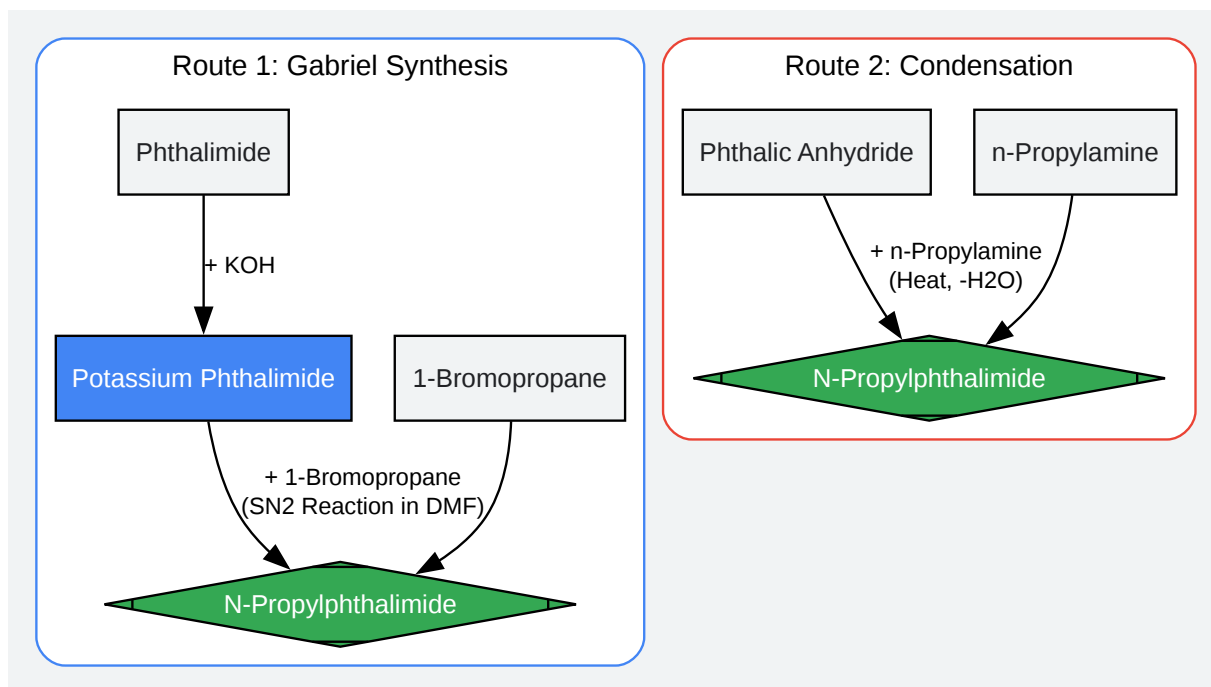 Route 1: Gabriel Synthesis
Phthalimide
+ KOH
Potassium Phthalimide
1-Bromopropane
+ 1-Bromopropane
(SN2 Reaction in DMF)
N-Propylphthalimide
Route 2: Condensation
Phthalic Anhydride
n-Propylamine
+ n-Propylamine
(Heat, -H2O)
N-Propylphthalimide